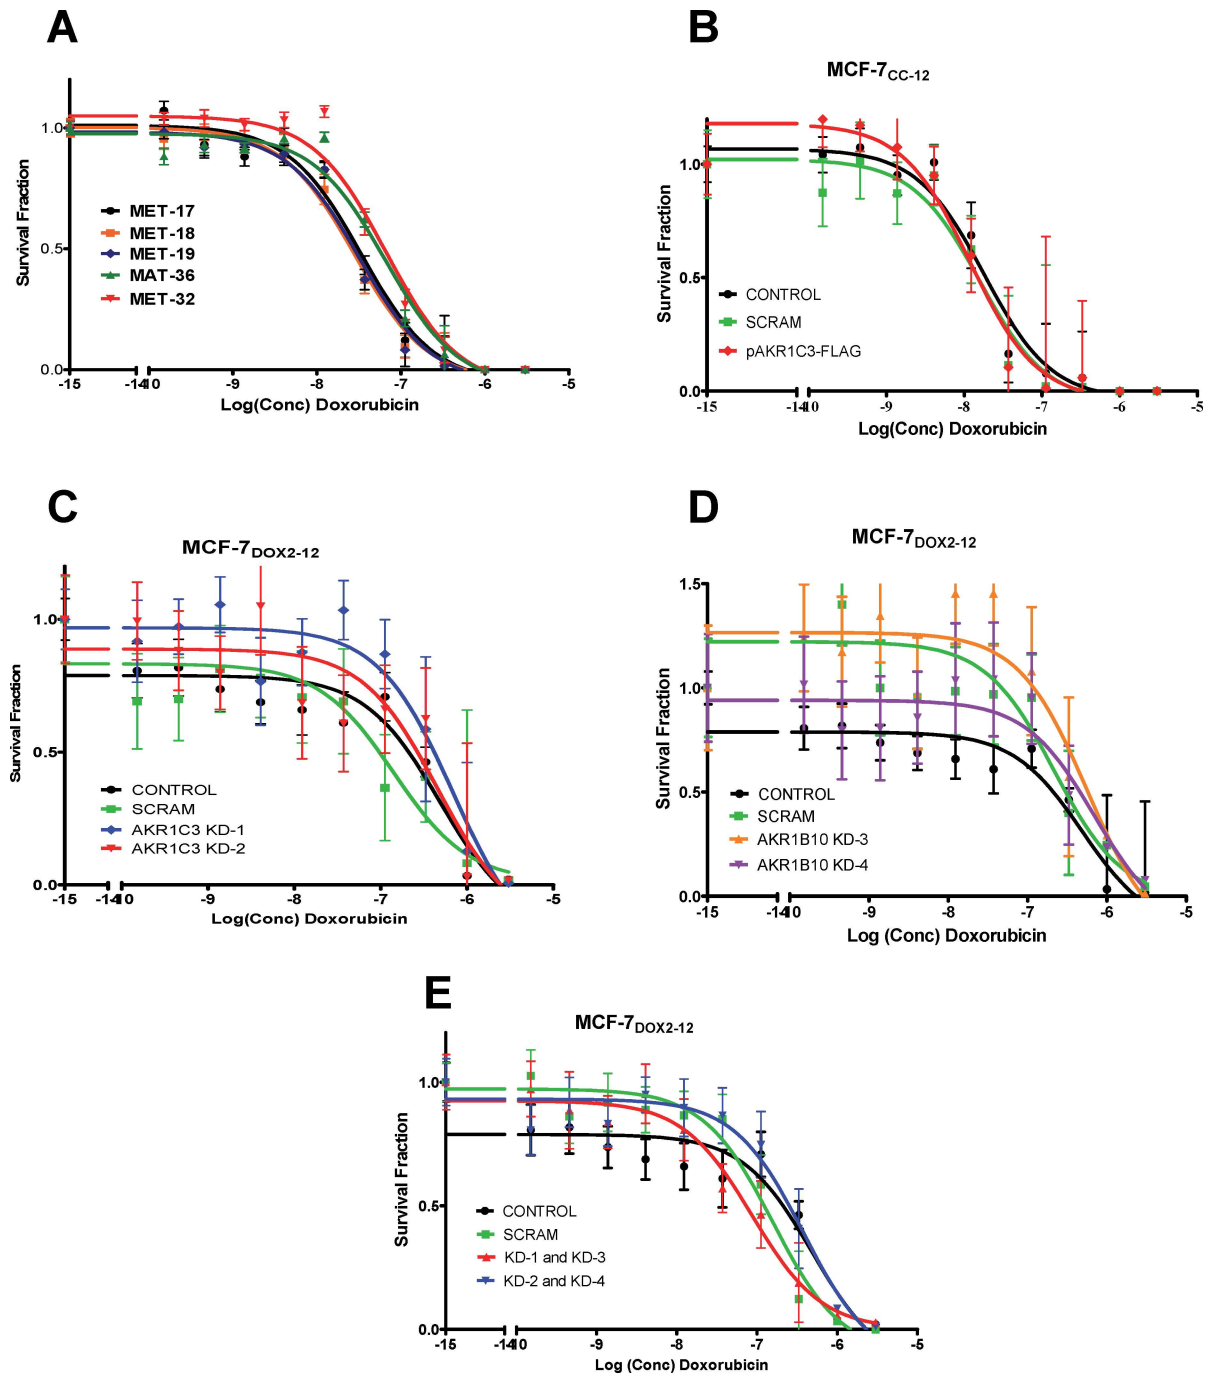 A
1.0
0.5
0.0
Survival Fraction
MET-17
MET-18
MET-19
MAT-36
MET-32
-15 -14 -10 -9 -8 -7 -6 -5
Log(Conc) Doxorubicin
B
MCF-7CC-12
1.0
0.5
0.0
Survival Fraction
CONTROL
SCRAM
pAKR1C3-FLAG
-15 -14 -10 -9 -8 -7 -6 -5
Log(Conc) Doxorubicin
C
MCF-7DOX2-12
1.0
0.5
0.0
Survival Fraction
CONTROL
SCRAM
AKR1C3 KD-1
AKR1C3 KD-2
-15 -14 -10 -9 -8 -7 -6 -5
Log(Conc) Doxorubicin
D
MCF-7DOX2-12
1.5
1.0
0.5
0.0
Survival Fraction
CONTROL
SCRAM
AKR1B10 KD-3
AKR1B10 KD-4
-15 -14 -10 -9 -8 -7 -6 -5
Log (Conc) Doxorubicin
E
MCF-7DOX2-12
1.0
0.5
0.0
Survival Fraction
CONTROL
SCRAM
KD-1 and KD-3
KD-2 and KD-4
-15 -14 -10 -9 -8 -7 -6 -5
Log (Conc) Doxorubicin